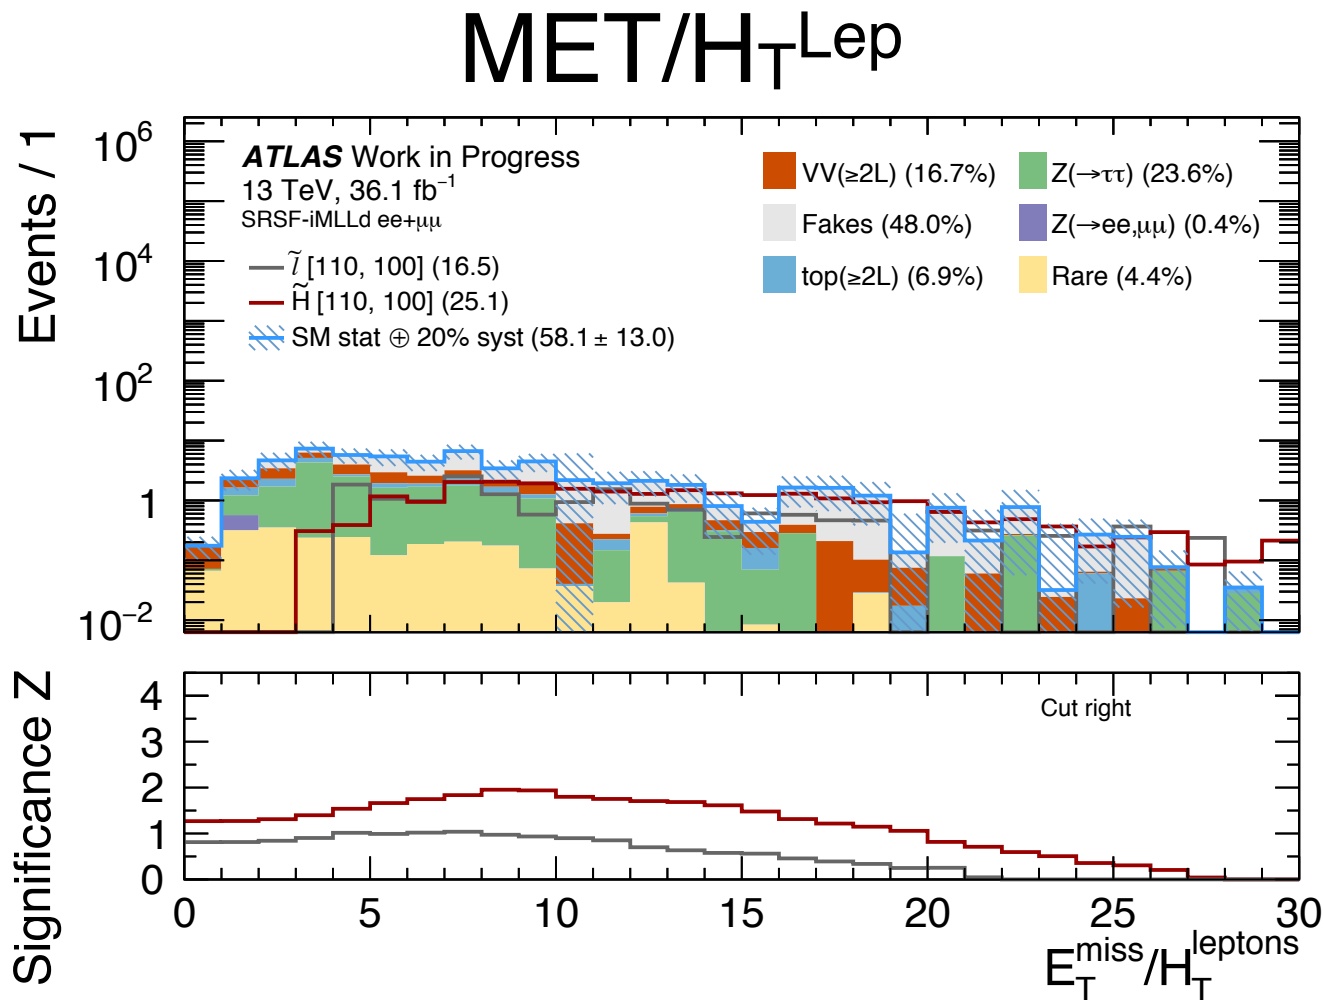 MET/H_T^Lep
Events / 1
10^6
10^4
10^2
1
10^−2
ATLAS Work in Progress
13 TeV, 36.1 fb^−1
SRSF-iMLLd ee+μμ
l̃ [110, 100] (16.5)
H̃ [110, 100] (25.1)
SM stat ⊕ 20% syst (58.1 ± 13.0)
VV(≥2L) (16.7%)
Fakes (48.0%)
top(≥2L) (6.9%)
Z(→ττ) (23.6%)
Z(→ee,μμ) (0.4%)
Rare (4.4%)
Significance Z
4
3
2
1
0
Cut right
0 5 10 15 20 25 30
E_T^miss/H_T^leptons